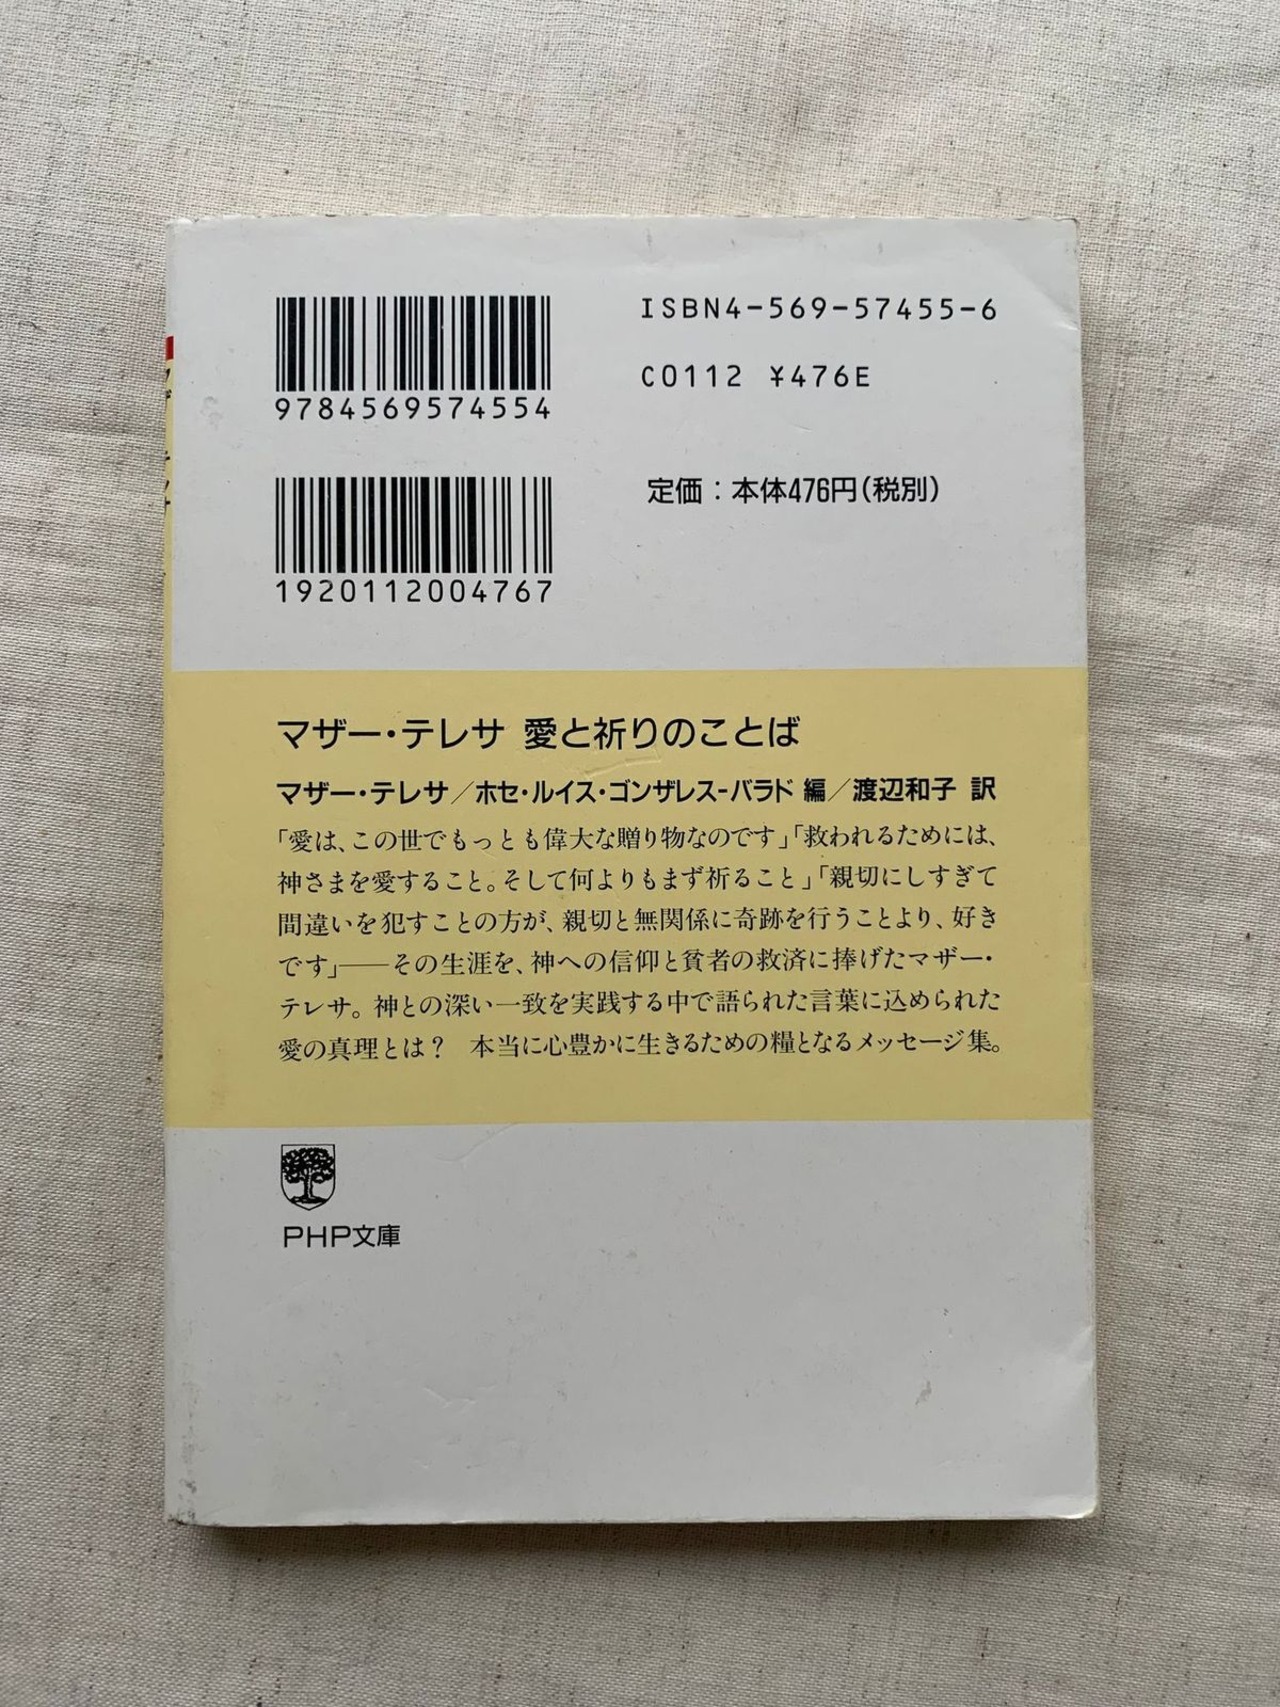 ISBN4-569-57455-6
9784569574554
C0112 ¥476E
定価：本体476円（税別）
1920112004767
マザー・テレサ 愛と祈りのことば
マザー・テレサ／ホセ・ルイス・ゴンザレス-バラド 編／渡辺和子 訳
「愛は、この世でもっとも偉大な贈り物なのです」「救われるためには、
神さまを愛すること。そして何よりもまず祈ること」「親切にしすぎて
間違いを犯すことの方が、親切と無関係に奇跡を行うことより、好き
です」――その生涯を、神への信仰と貧者の救済に捧げたマザー・
テレサ。神との深い一致を実践する中で語られた言葉に込められた
愛の真理とは？　本当に心豊かに生きるための糧となるメッセージ集。
PHP文庫